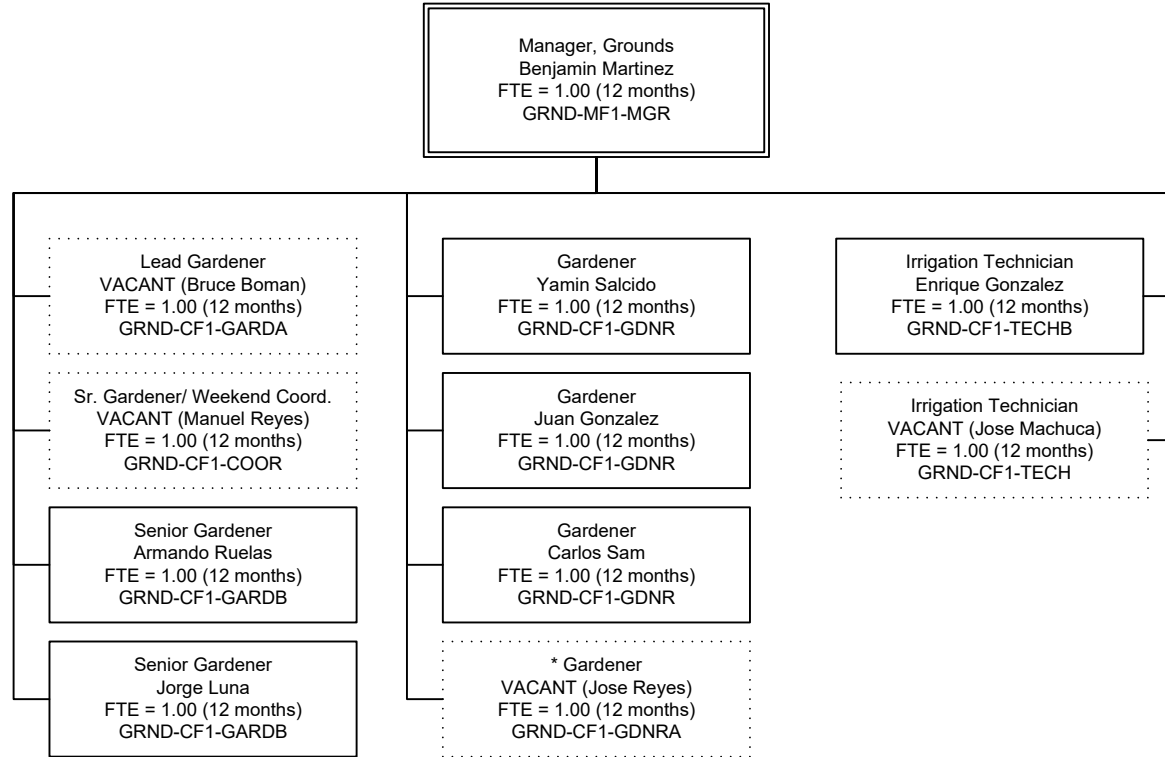 Manager, Grounds
Benjamin Martinez
FTE = 1.00 (12 months)
GRND-MF1-MGR
Lead Gardener
VACANT (Bruce Boman)
FTE = 1.00 (12 months)
GRND-CF1-GARDA
Sr. Gardener/ Weekend Coord.
VACANT (Manuel Reyes)
FTE = 1.00 (12 months)
GRND-CF1-COOR
Senior Gardener
Armando Ruelas
FTE = 1.00 (12 months)
GRND-CF1-GARDB
Senior Gardener
Jorge Luna
FTE = 1.00 (12 months)
GRND-CF1-GARDB
Gardener
Yamin Salcido
FTE = 1.00 (12 months)
GRND-CF1-GDNR
Gardener
Juan Gonzalez
FTE = 1.00 (12 months)
GRND-CF1-GDNR
Gardener
Carlos Sam
FTE = 1.00 (12 months)
GRND-CF1-GDNR
* Gardener
VACANT (Jose Reyes)
FTE = 1.00 (12 months)
GRND-CF1-GDNRA
Irrigation Technician
Enrique Gonzalez
FTE = 1.00 (12 months)
GRND-CF1-TECHB
Irrigation Technician
VACANT (Jose Machuca)
FTE = 1.00 (12 months)
GRND-CF1-TECH